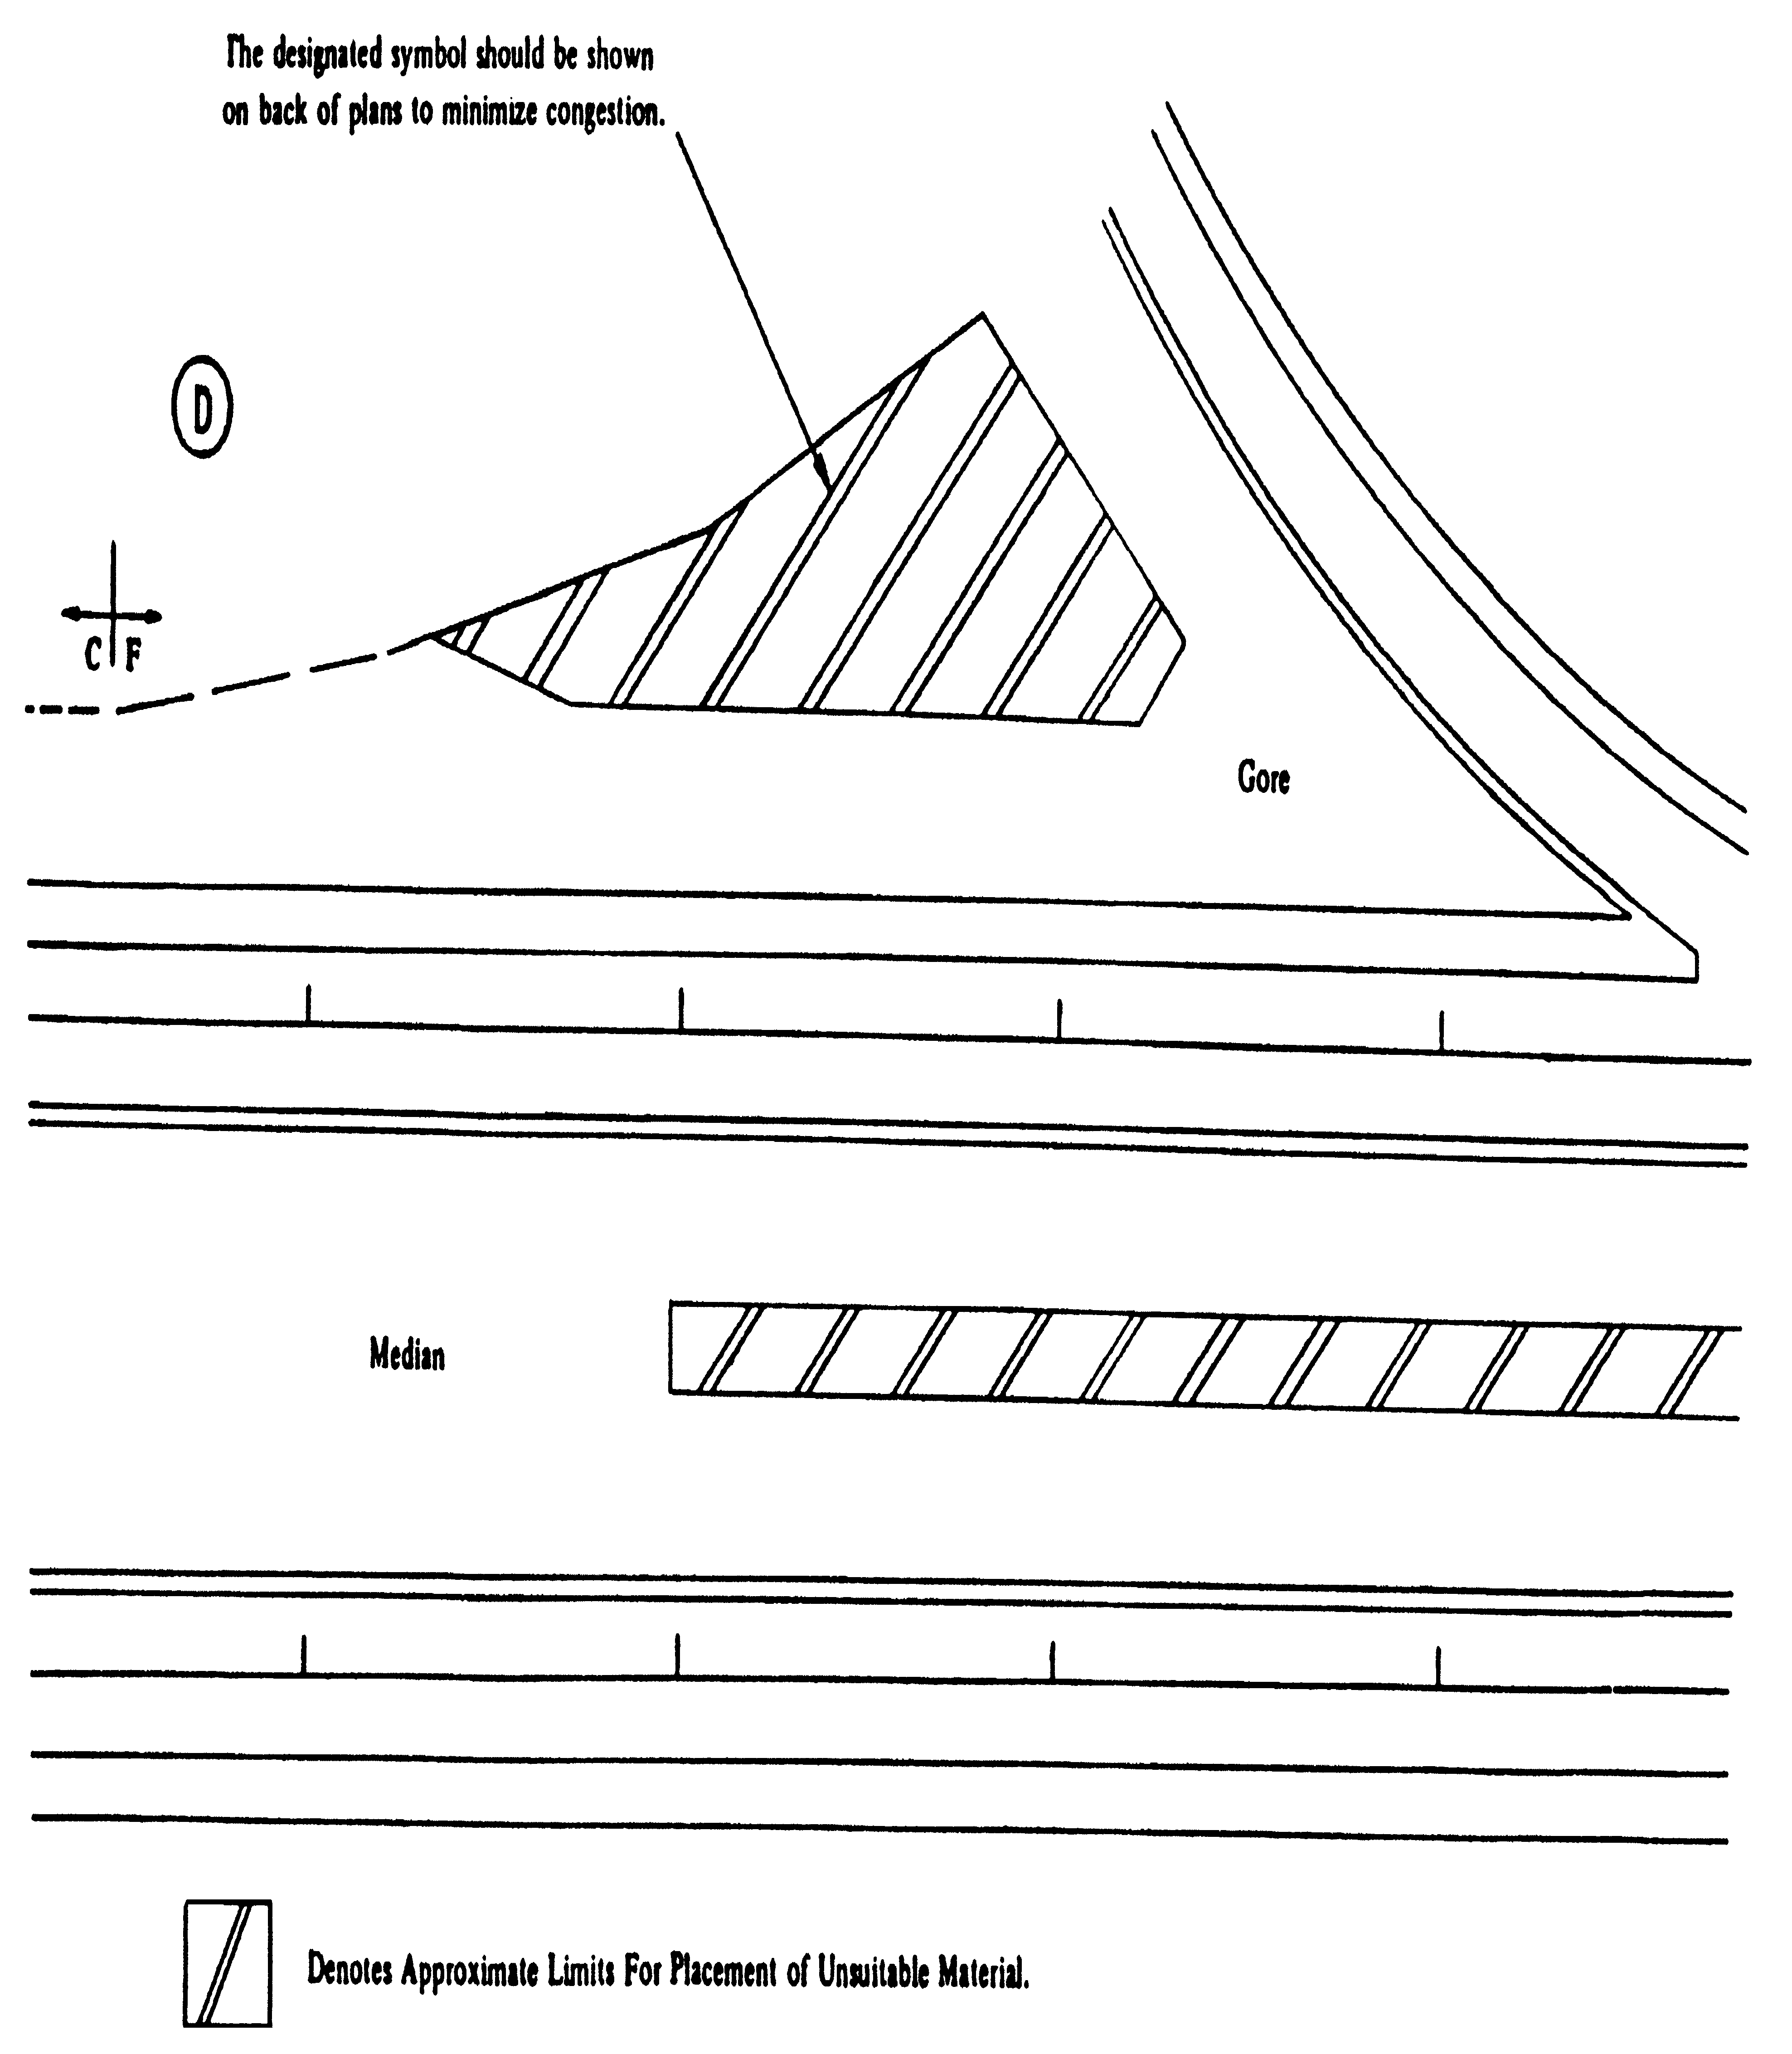 The designated symbol should be shown
on back of plans to minimize congestion.
D
C F
Gore
Median
Denotes Approximate Limits For Placement of Unsuitable Material.